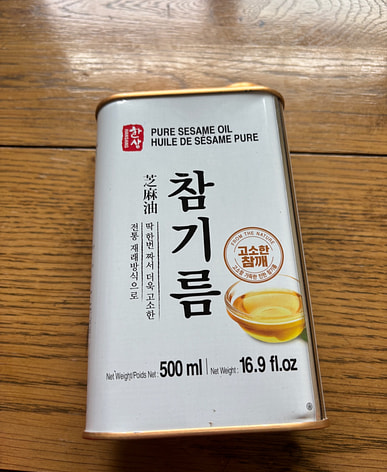 한상
PURE SESAME OIL
HUILE DE SÉSAME PURE
芝麻油
참기름
딱 한번 짜서 더욱 고소한
전통 재래방식으로
FROM THE NATURE
고소한
참깨
Net Weight/Poids Net : 500 ml
Net Weight : 16.9 fl.oz